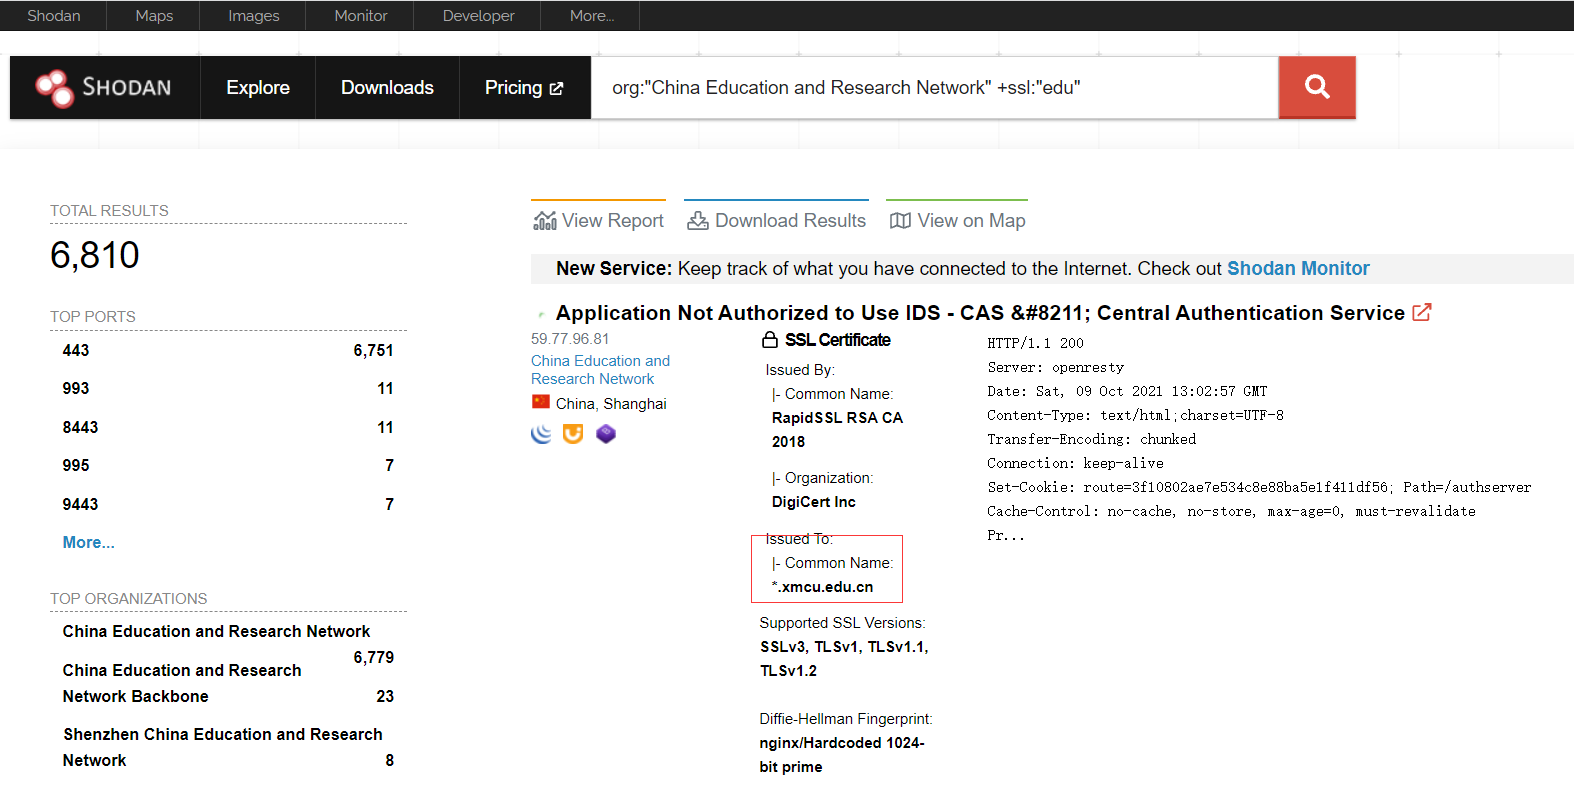 Shodan Maps Images Monitor Developer More...
SHODAN Explore Downloads Pricing org:"China Education and Research Network" +ssl:"edu"
TOTAL RESULTS
6,810
TOP PORTS
443 6,751
993 11
8443 11
995 7
9443 7
More...
TOP ORGANIZATIONS
China Education and Research Network
6,779
China Education and Research
Network Backbone 23
Shenzhen China Education and Research
Network 8
View Report Download Results View on Map
New Service: Keep track of what you have connected to the Internet. Check out Shodan Monitor
Application Not Authorized to Use IDS - CAS &#8211; Central Authentication Service
59.77.96.81
China Education and
Research Network
China, Shanghai
SSL Certificate
Issued By:
|- Common Name:
RapidSSL RSA CA
2018
|- Organization:
DigiCert Inc
Issued To:
|- Common Name:
*.xmcu.edu.cn
Supported SSL Versions:
SSLv3, TLSv1, TLSv1.1,
TLSv1.2
Diffie-Hellman Fingerprint:
nginx/Hardcoded 1024-
bit prime
HTTP/1.1 200
Server: openresty
Date: Sat, 09 Oct 2021 13:02:57 GMT
Content-Type: text/html;charset=UTF-8
Transfer-Encoding: chunked
Connection: keep-alive
Set-Cookie: route=3f10802ae7e534c8e88ba5e1f411df56; Path=/authserver
Cache-Control: no-cache, no-store, max-age=0, must-revalidate
Pr...